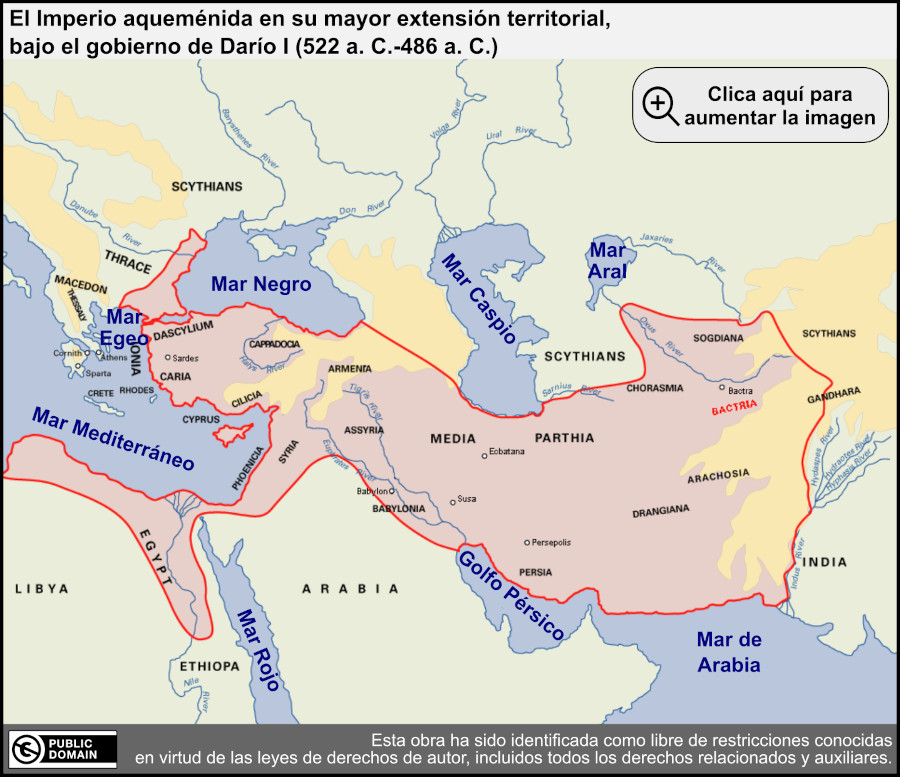 El Imperio aqueménida en su mayor extensión territorial,
bajo el gobierno de Darío I (522 a. C.-486 a. C.)
Clica aquí para
aumentar la imagen
Borysthenes River
Volga River
Ural River
SCYTHIANS
Danube River
Don River
THRACE
Mar Negro
Mar Caspio
Mar
Aral
Jaxaries River
MACEDON
THESSALY
Mar
Egeo
IONIA
DASCYLIUM
CAPPADOCIA
Halys River
Sardes
CARIA
Corinth
Athens
Sparta
CRETE
RHODES
CILICIA
ARMENIA
SCYTHIANS
Sarnius River
Oxus River
SOGDIANA
SCYTHIANS
CHORASMIA
Bactra
BACTRIA
GANDHARA
Mar Mediterráneo
CYPRUS
PHOENICIA
SYRIA
Tigris River
ASSYRIA
Euphrates River
MEDIA
PARTHIA
Ecbatana
Babylon
BABYLONIA
Susa
ARACHOSIA
DRANGIANA
Hydaspes River
Hydraotes River
Hyphasis River
Persepolis
PERSIA
Indus River
INDIA
EGYPT
LIBYA
ARABIA
Golfo Pérsico
Mar Rojo
Mar de
Arabia
ETHIOPA
Nile River
PUBLIC
DOMAIN
Esta obra ha sido identificada como libre de restricciones conocidas
en virtud de las leyes de derechos de autor, incluidos todos los derechos relacionados y auxiliares.